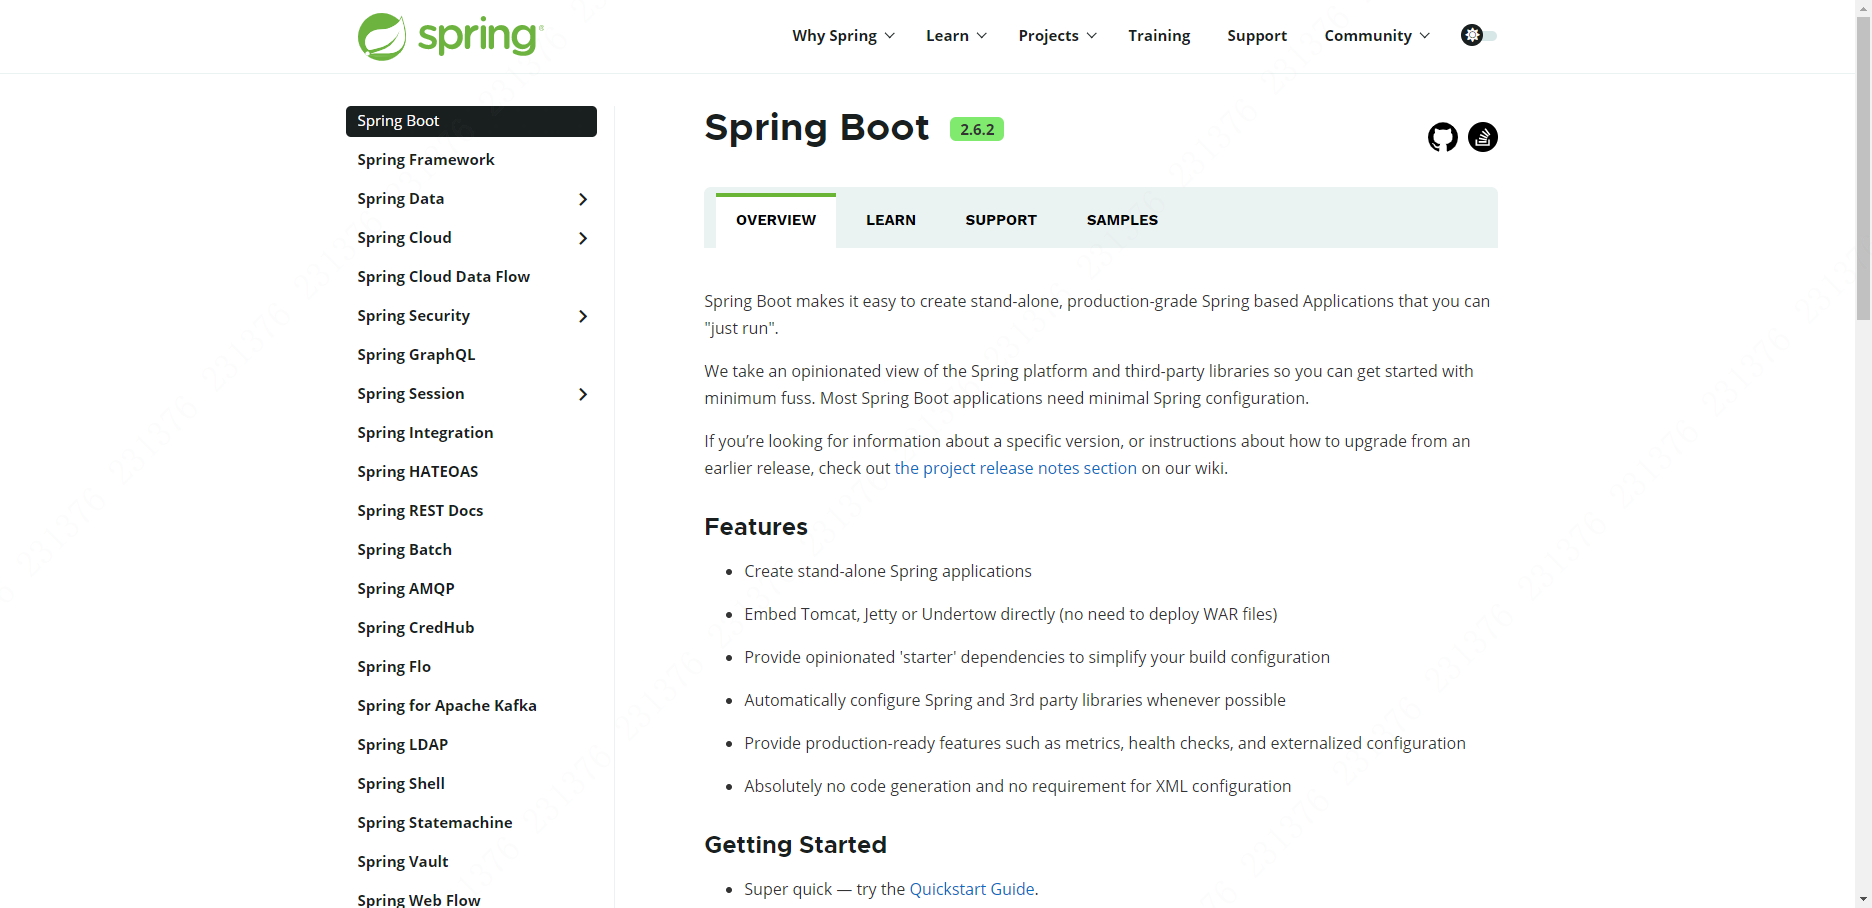 spring
Why Spring
Learn
Projects
Training
Support
Community
Spring Boot
Spring Framework
Spring Data
Spring Cloud
Spring Cloud Data Flow
Spring Security
Spring GraphQL
Spring Session
Spring Integration
Spring HATEOAS
Spring REST Docs
Spring Batch
Spring AMQP
Spring CredHub
Spring Flo
Spring for Apache Kafka
Spring LDAP
Spring Shell
Spring Statemachine
Spring Vault
Spring Web Flow
Spring Boot 2.6.2
OVERVIEW
LEARN
SUPPORT
SAMPLES
Spring Boot makes it easy to create stand-alone, production-grade Spring based Applications that you can
"just run".
We take an opinionated view of the Spring platform and third-party libraries so you can get started with
minimum fuss. Most Spring Boot applications need minimal Spring configuration.
If you’re looking for information about a specific version, or instructions about how to upgrade from an
earlier release, check out the project release notes section on our wiki.
Features
• Create stand-alone Spring applications
• Embed Tomcat, Jetty or Undertow directly (no need to deploy WAR files)
• Provide opinionated 'starter' dependencies to simplify your build configuration
• Automatically configure Spring and 3rd party libraries whenever possible
• Provide production-ready features such as metrics, health checks, and externalized configuration
• Absolutely no code generation and no requirement for XML configuration
Getting Started
• Super quick — try the Quickstart Guide.
231376